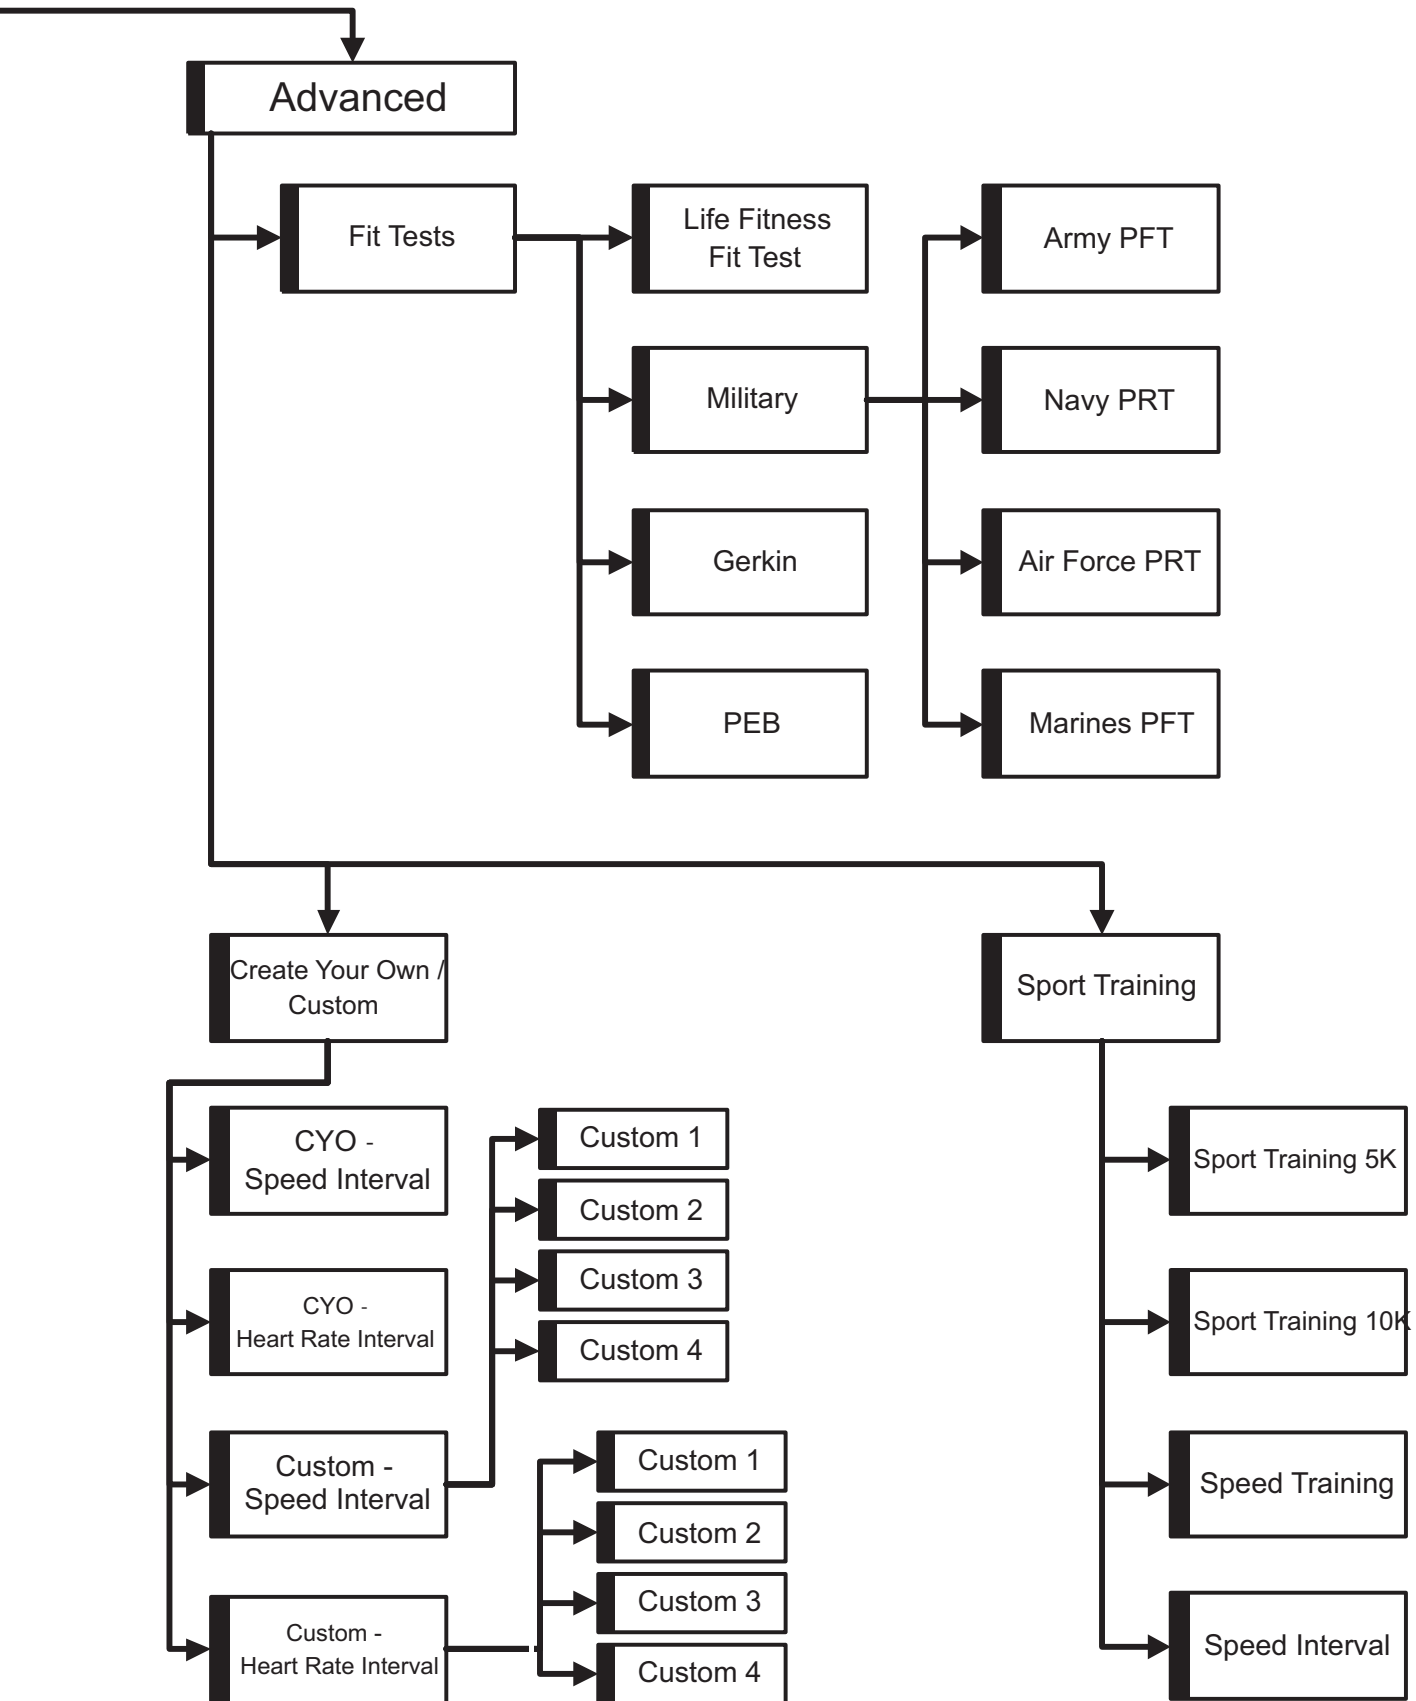 Advanced
Fit Tests
Life Fitness
Fit Test
Army PFT
Military
Navy PRT
Gerkin
Air Force PRT
PEB
Marines PFT
Create Your Own /
Custom
Sport Training
CYO -
Speed Interval
Custom 1
Custom 2
Custom 3
Custom 4
Sport Training 5K
CYO -
Heart Rate Interval
Sport Training 10K
Custom -
Speed Interval
Custom 1
Custom 2
Custom 3
Custom 4
Speed Training
Custom -
Heart Rate Interval
Speed Interval